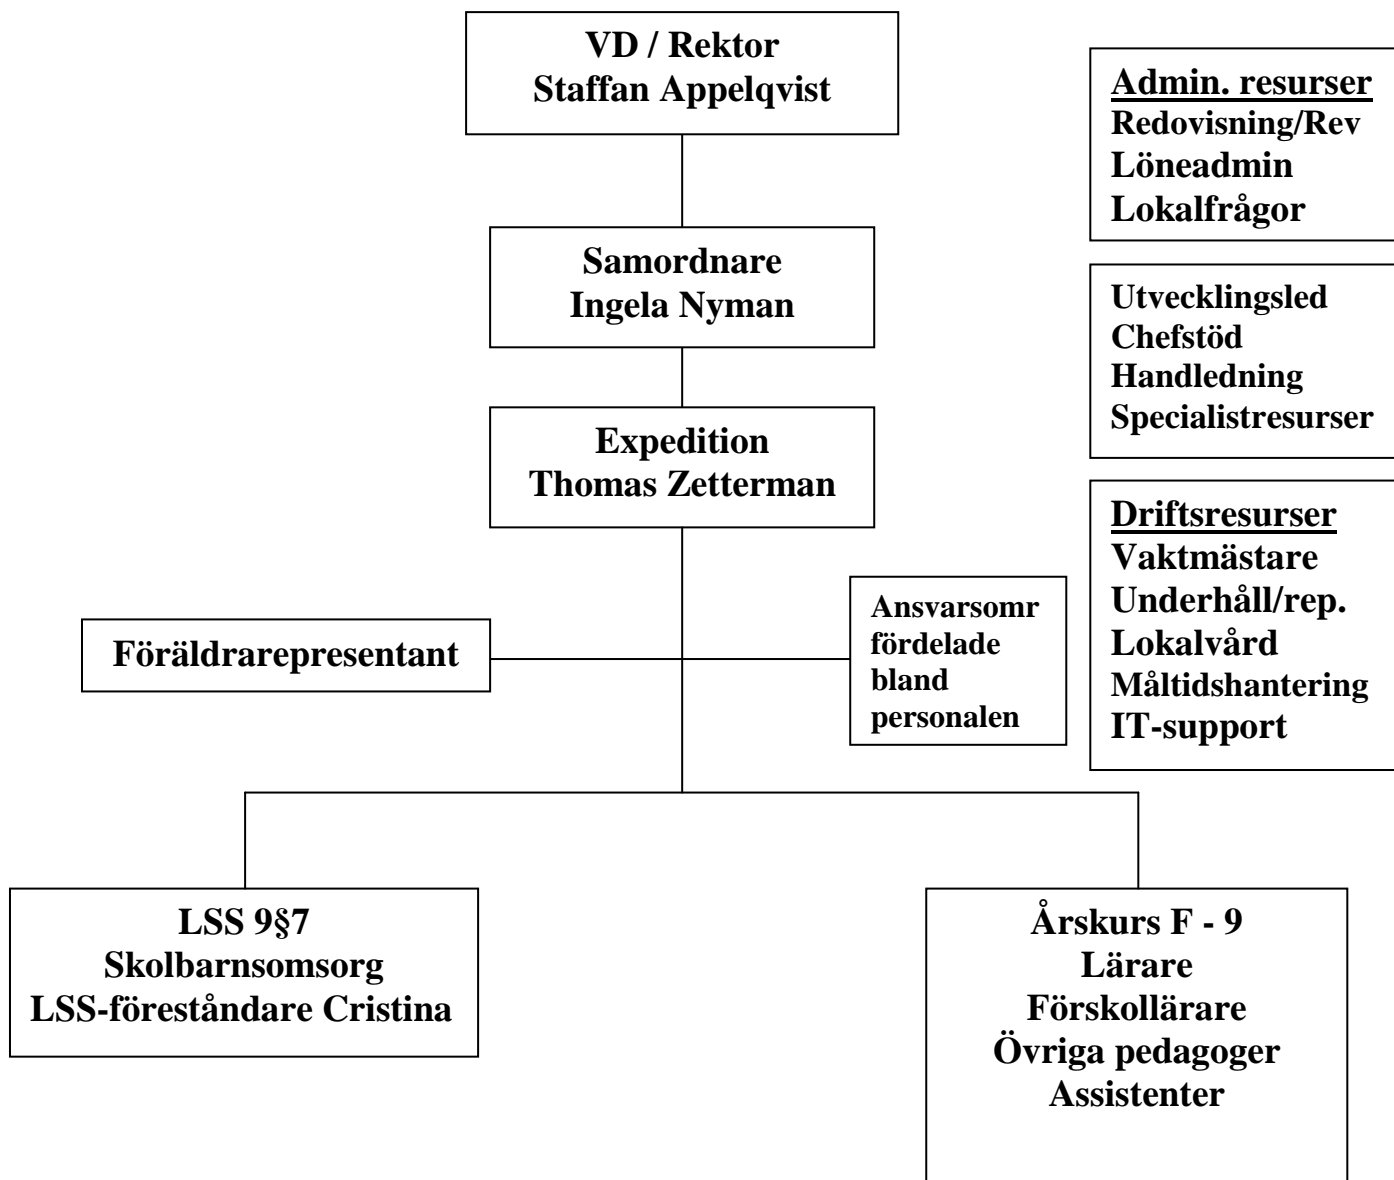 VD / Rektor
Staffan Appelqvist
Admin. resurser
Redovisning/Rev
Löneadmin
Lokalfrågor
Samordnare
Ingela Nyman
Utvecklingsled
Chefstöd
Handledning
Specialistresurser
Expedition
Thomas Zetterman
Driftsresurser
Vaktmästare
Underhåll/rep.
Lokalvård
Måltidshantering
IT-support
Föräldrarepresentant
Ansvarsomr
fördelade
bland
personalen
LSS 9§7
Skolbarnsomsorg
LSS-föreståndare Cristina
Årskurs F - 9
Lärare
Förskollärare
Övriga pedagoger
Assistenter